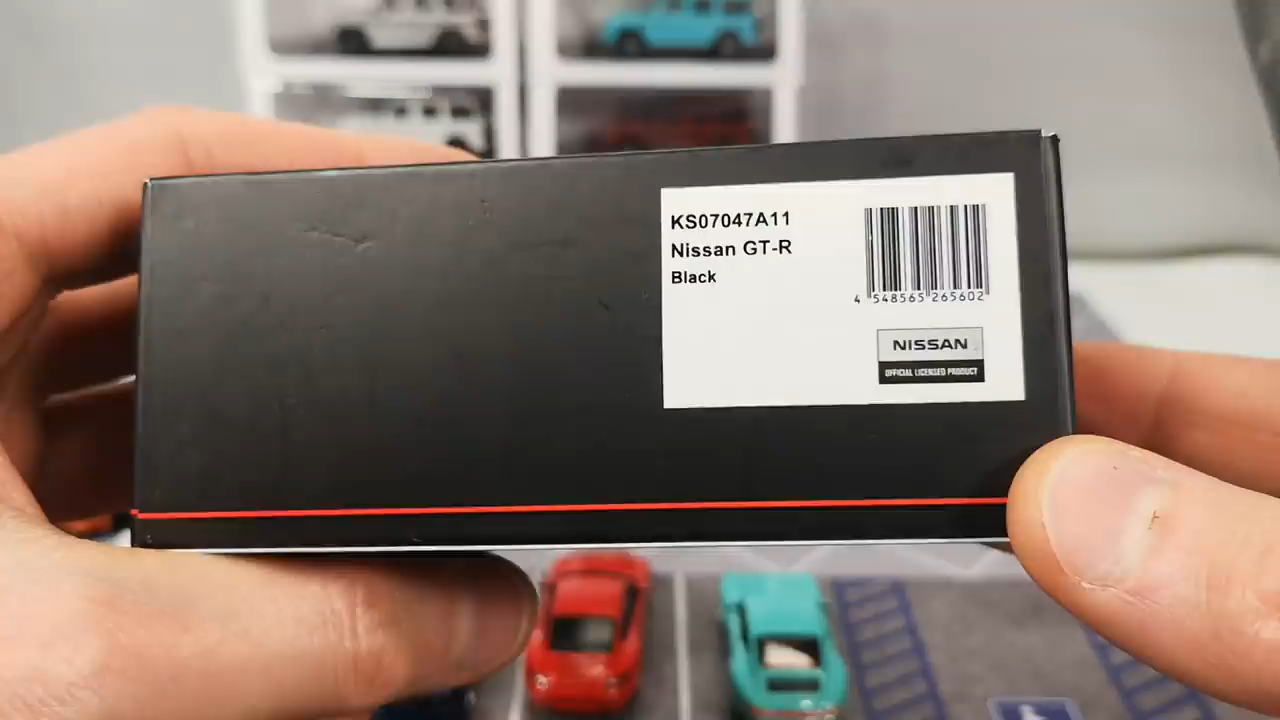 KS07047A11
Nissan GT-R
Black
4 548565 265602
NISSAN
OFFICIAL LICENSED PRODUCT